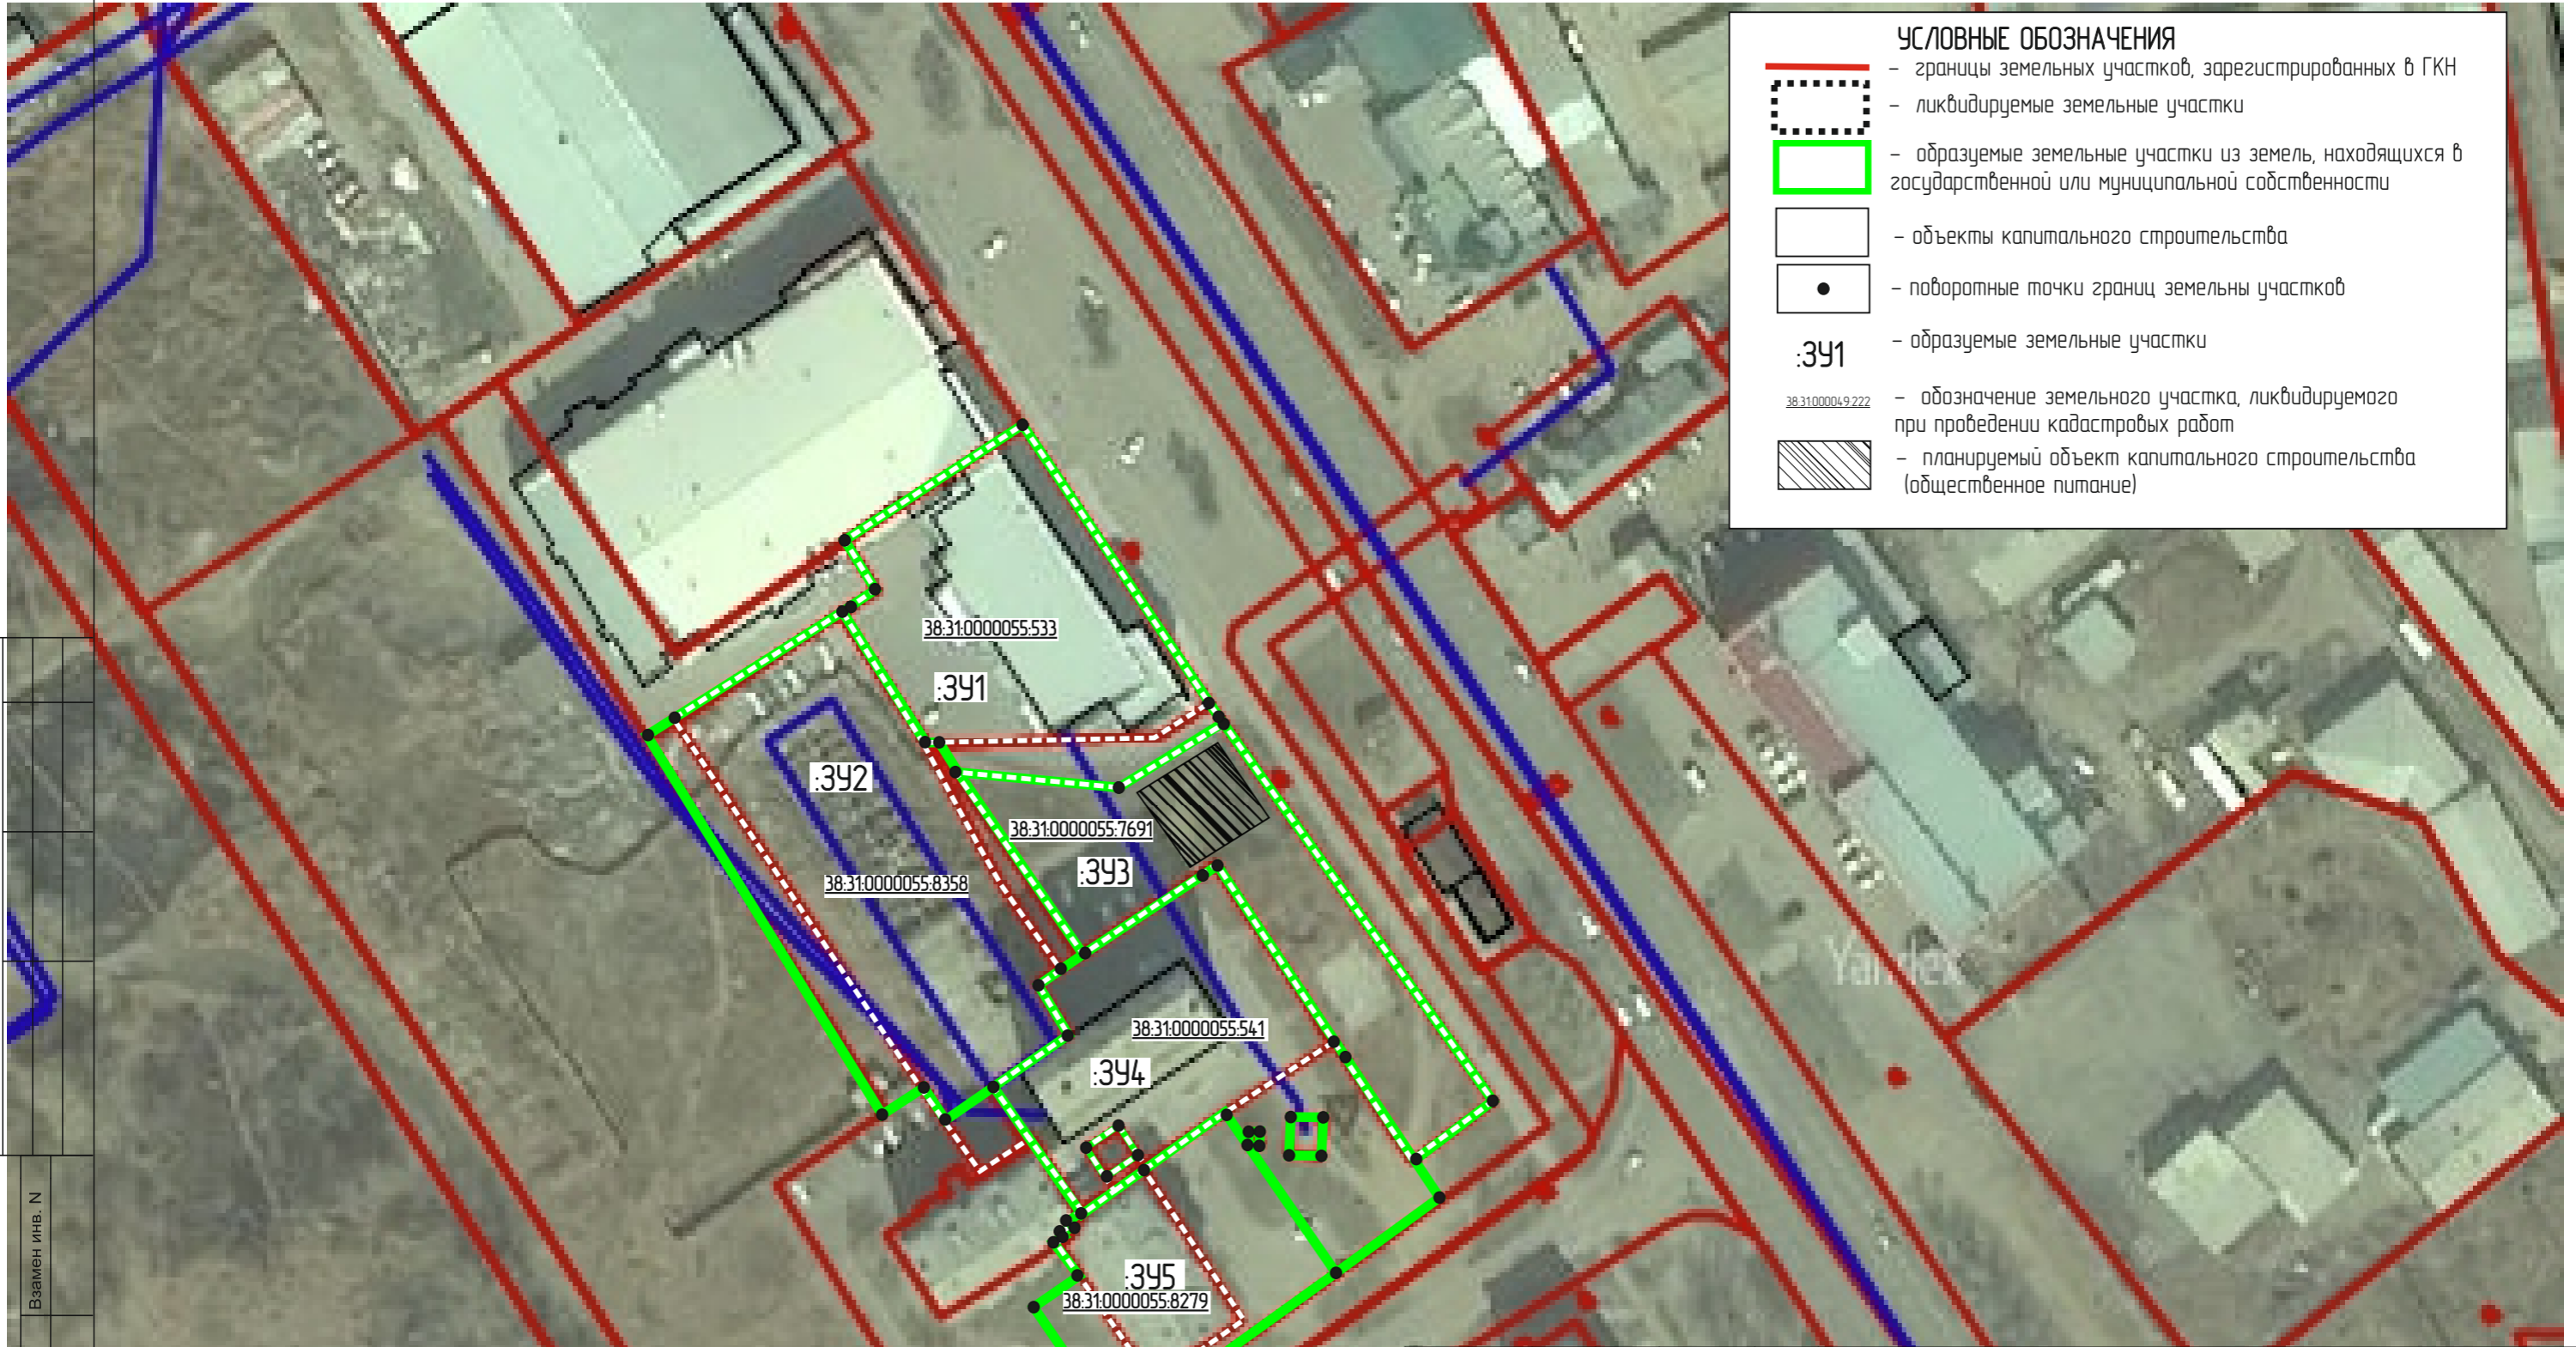 УСЛОВНЫЕ ОБОЗНАЧЕНИЯ
- границы земельных участков, зарегистрированных в ГКН
- ликвидируемые земельные участки
- образуемые земельные участки из земель, находящихся в
государственной или муниципальной собственности
- объекты капитального строительства
- поворотные точки границ земельны участков
:ЗУ1
- образуемые земельные участки
38:31:000049:222
- обозначение земельного участка, ликвидируемого
при проведении кадастровых работ
- планируемый объект капитального строительства
(общественное питание)
38:31:0000055:533
:ЗУ1
:ЗУ2
38:31:0000055:7691
:ЗУ3
38:31:0000055:8358
Yandex
38:31:0000055:541
:ЗУ4
:ЗУ5
38:31:0000055:8279
Взамен инв. N